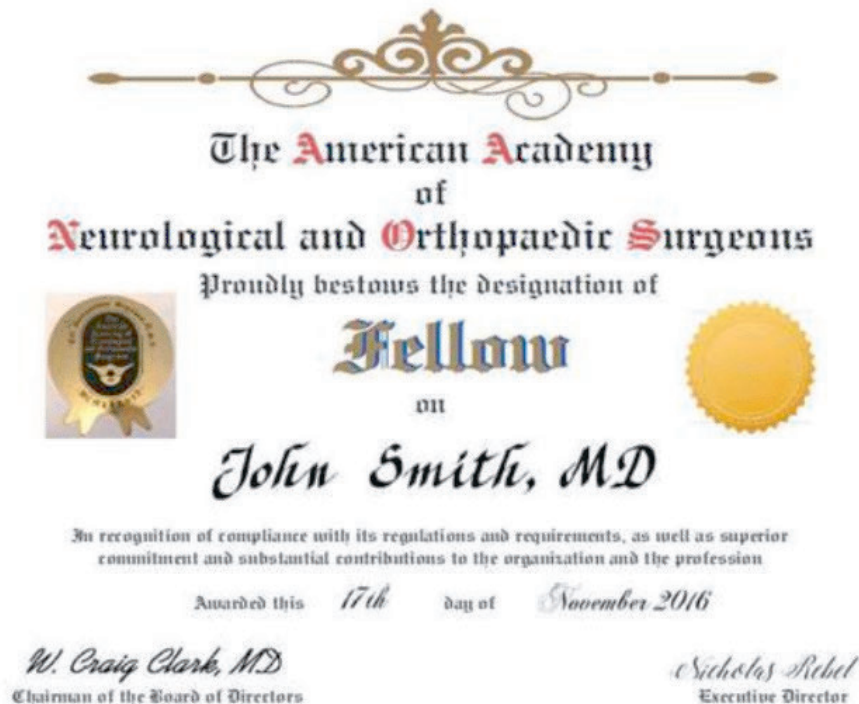 The American Academy
of
Neurological and Orthopaedic Surgeons
Proudly bestows the designation of
Fellow
on
John Smith, MD
In recognition of compliance with its regulations and requirements, as well as superior
commitment and substantial contributions to the organization and the profession
Awarded this 17th day of November 2016
W. Craig Clark, MD
Chairman of the Board of Directors
Nicholas Rebel
Executive Director